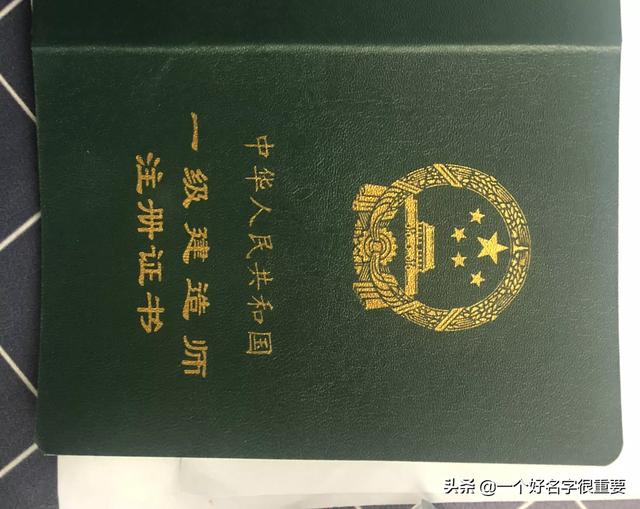 中华人民共和国
一级建造师
注册证书
头条 @一个好名字很重要